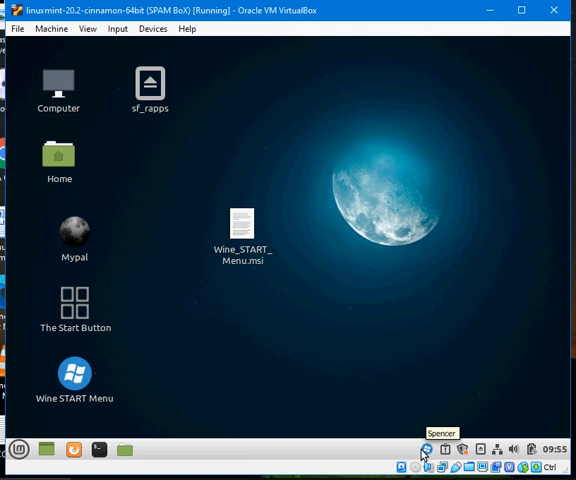 linuxmint-20.2-cinnamon-64bit (SPAM BoX) [Running] - Oracle VM VirtualBox
File Machine View Input Devices Help
Computer
sf_rapps
Home
Wine_START_
Menu.msi
Mypal
The Start Button
Wine START Menu
Spencer
09:55
Ctrl